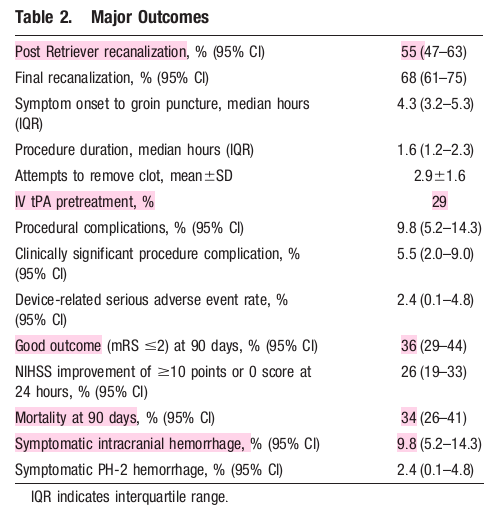 Table 2. Major Outcomes
Post Retriever recanalization, % (95% CI) 55 (47–63)
Final recanalization, % (95% CI) 68 (61–75)
Symptom onset to groin puncture, median hours 4.3 (3.2–5.3)
(IQR)
Procedure duration, median hours (IQR) 1.6 (1.2–2.3)
Attempts to remove clot, mean±SD 2.9±1.6
IV tPA pretreatment, % 29
Procedural complications, % (95% CI) 9.8 (5.2–14.3)
Clinically significant procedure complication, % 5.5 (2.0–9.0)
(95% CI)
Device-related serious adverse event rate, % 2.4 (0.1–4.8)
(95% CI)
Good outcome (mRS ≤2) at 90 days, % (95% CI) 36 (29–44)
NIHSS improvement of ≥10 points or 0 score at 26 (19–33)
24 hours, % (95% CI)
Mortality at 90 days, % (95% CI) 34 (26–41)
Symptomatic intracranial hemorrhage, % (95% CI) 9.8 (5.2–14.3)
Symptomatic PH-2 hemorrhage, % (95% CI) 2.4 (0.1–4.8)
IQR indicates interquartile range.